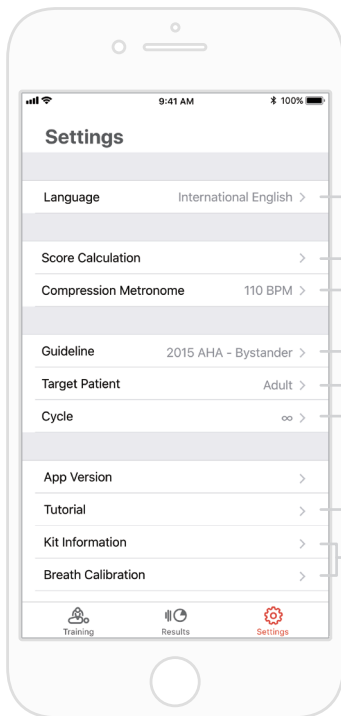 9:41 AM 100%
Settings
Language International English
Score Calculation
Compression Metronome 110 BPM
Guideline 2015 AHA - Bystander
Target Patient Adult
Cycle ∞
App Version
Tutorial
Kit Information
Breath Calibration
Training Results Settings